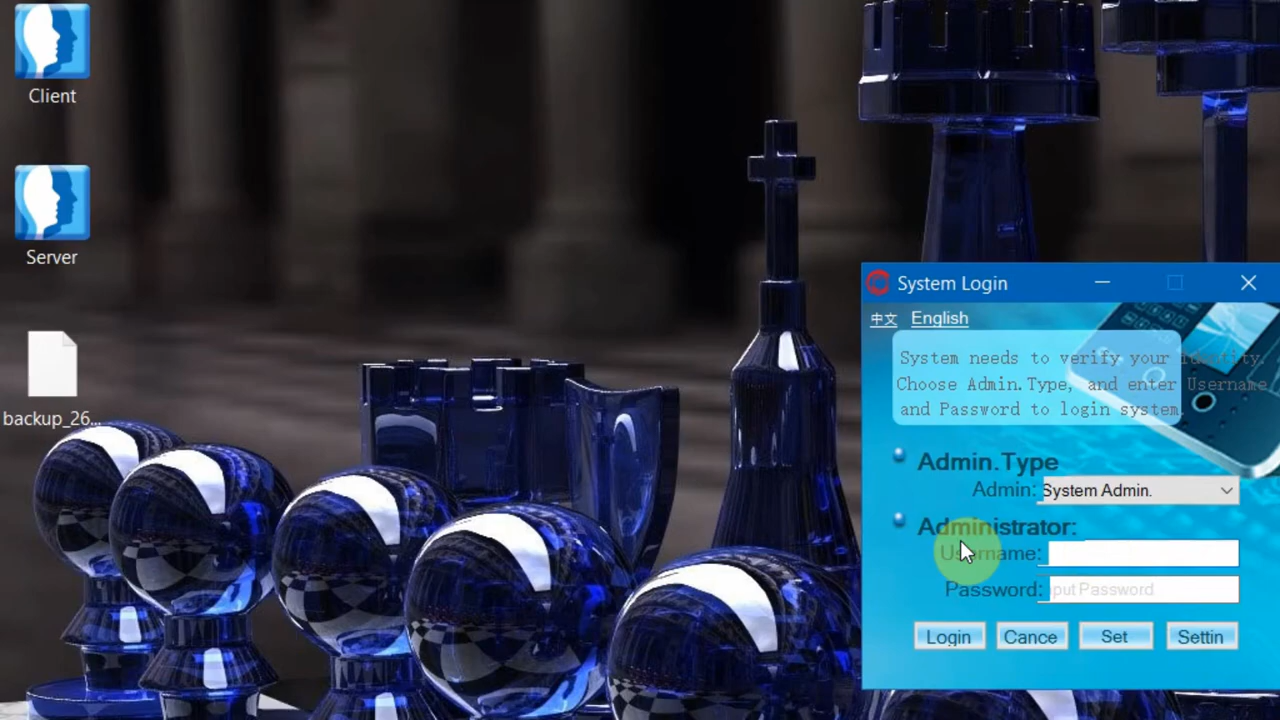 Client
Server
backup_26...
System Login
中文 English
System needs to verify your identity.
Choose Admin.Type, and enter Username
and Password to login system.
Admin.Type
Admin: System Admin.
Administrator:
Username:
Password: put Password
Login Cance Set Settin